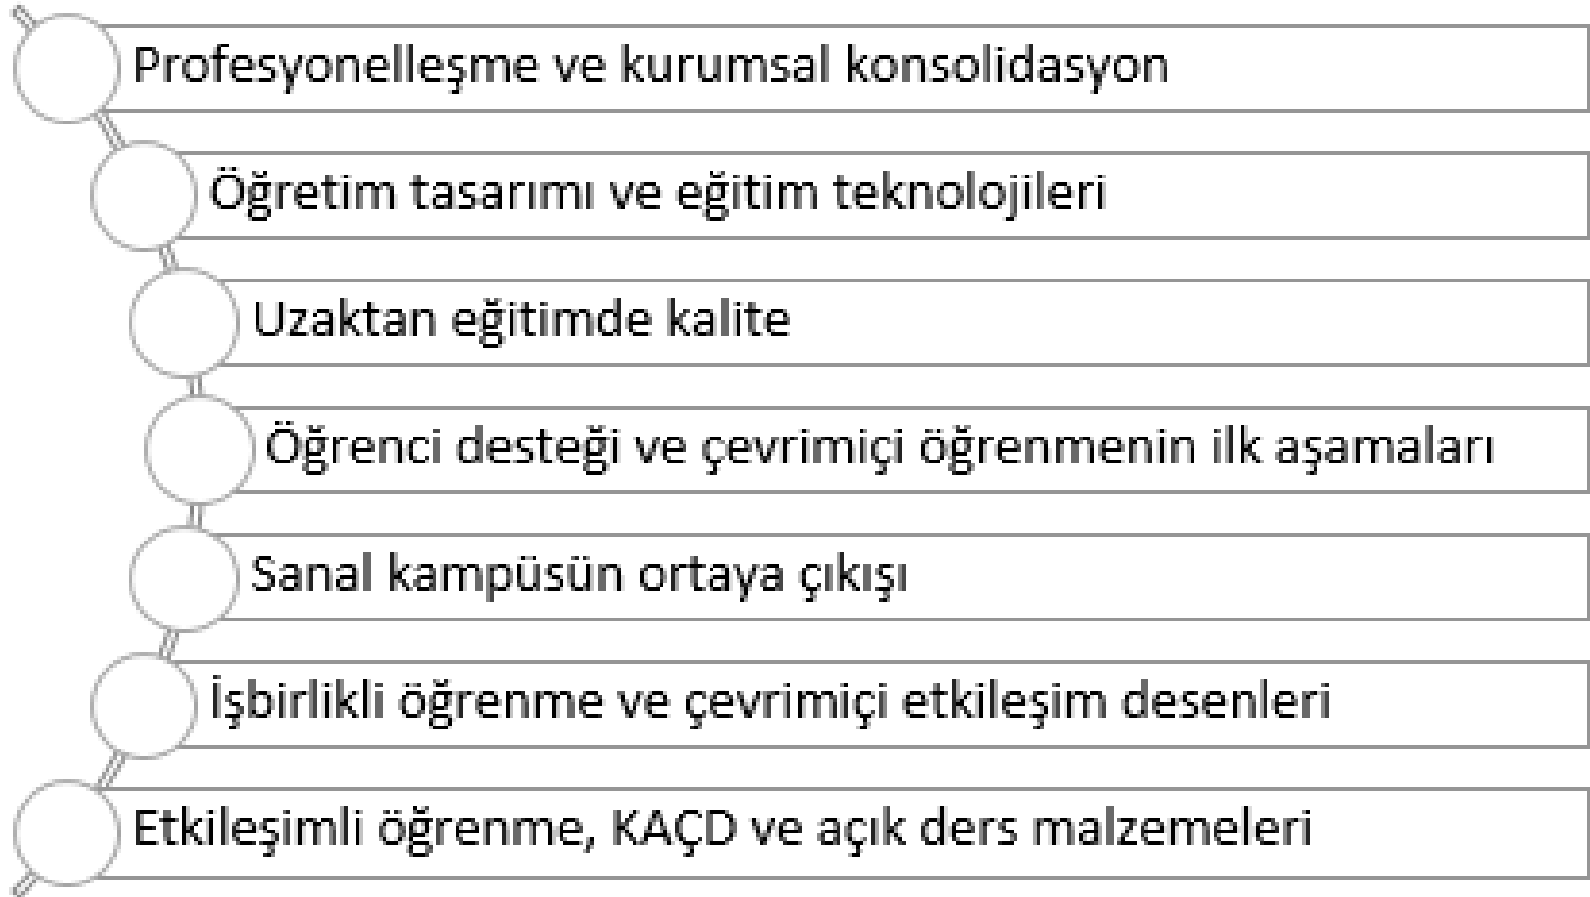 Profesyonelleşme ve kurumsal konsolidasyon
Öğretim tasarımı ve eğitim teknolojileri
Uzaktan eğitimde kalite
Öğrenci desteği ve çevrimiçi öğrenmenin ilk aşamaları
Sanal kampüsün ortaya çıkışı
İşbirlikli öğrenme ve çevrimiçi etkileşim desenleri
Etkileşimli öğrenme, KAÇD ve açık ders malzemeleri